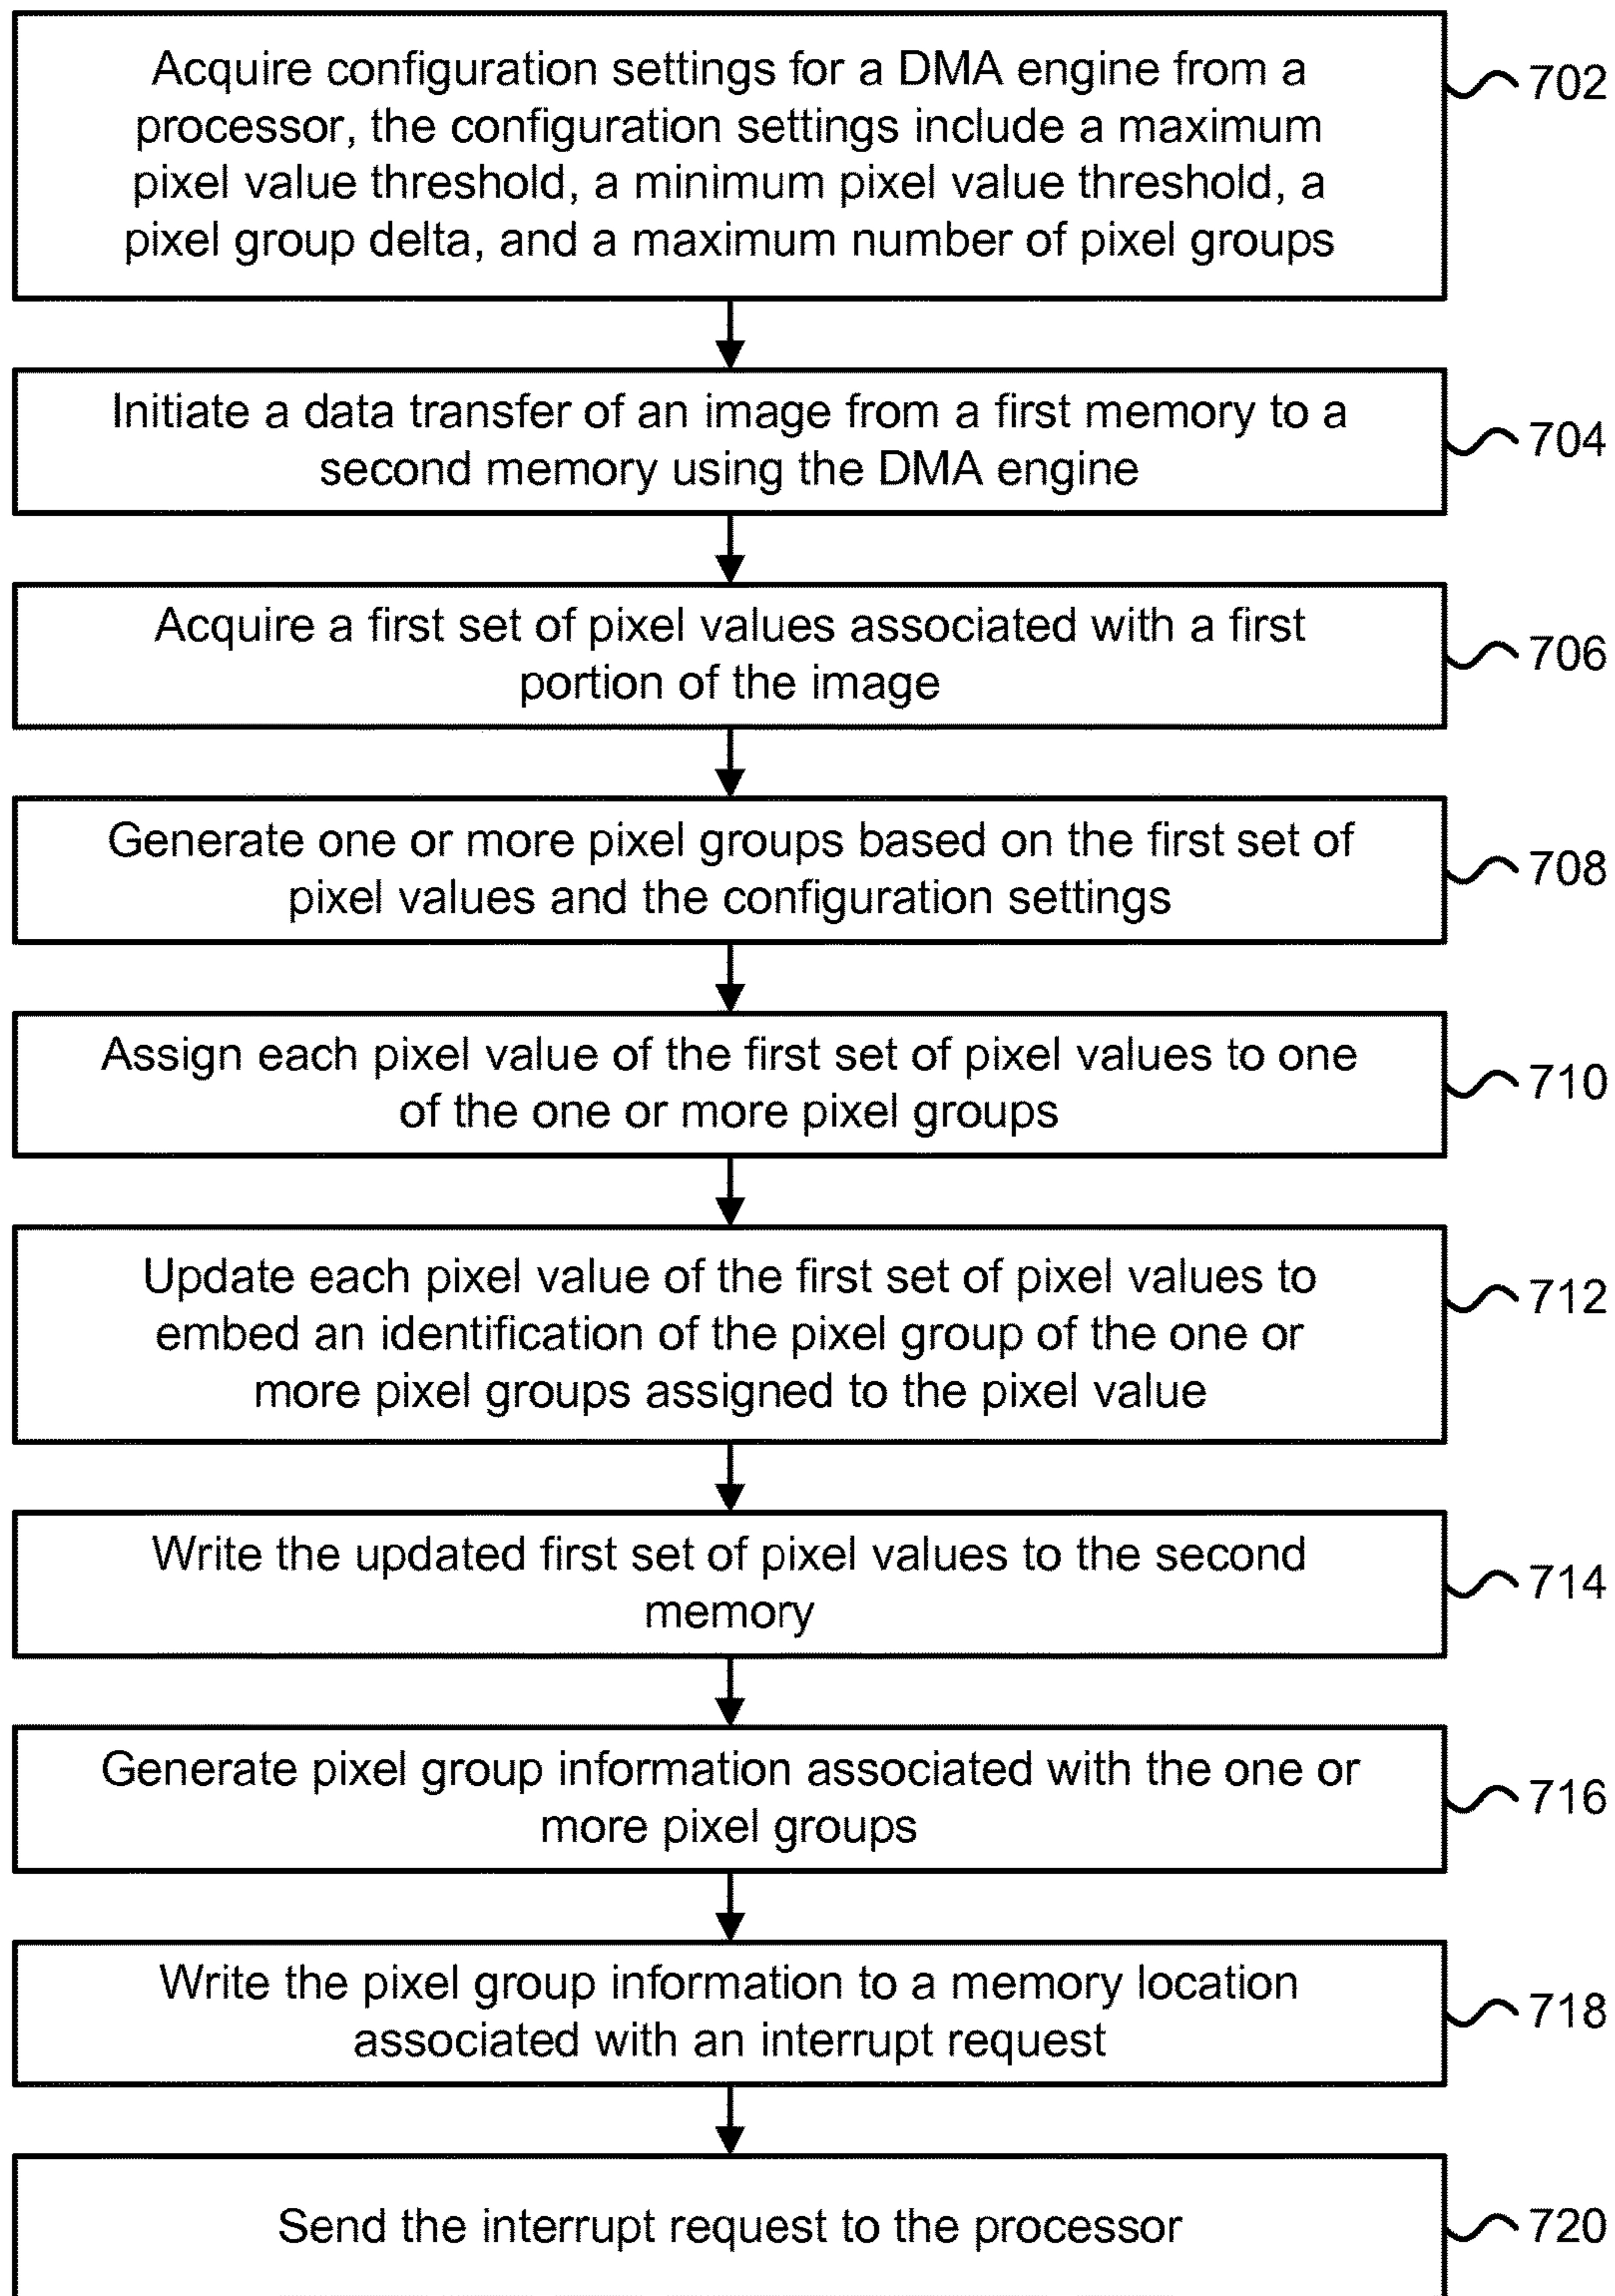 Acquire configuration settings for a DMA engine from a
processor, the configuration settings include a maximum
pixel value threshold, a minimum pixel value threshold, a
pixel group delta, and a maximum number of pixel groups
702
Initiate a data transfer of an image from a first memory to a
second memory using the DMA engine
704
Acquire a first set of pixel values associated with a first
portion of the image
706
Generate one or more pixel groups based on the first set of
pixel values and the configuration settings
708
Assign each pixel value of the first set of pixel values to one
of the one or more pixel groups
710
Update each pixel value of the first set of pixel values to
embed an identification of the pixel group of the one or
more pixel groups assigned to the pixel value
712
Write the updated first set of pixel values to the second
memory
714
Generate pixel group information associated with the one or
more pixel groups
716
Write the pixel group information to a memory location
associated with an interrupt request
718
Send the interrupt request to the processor
720